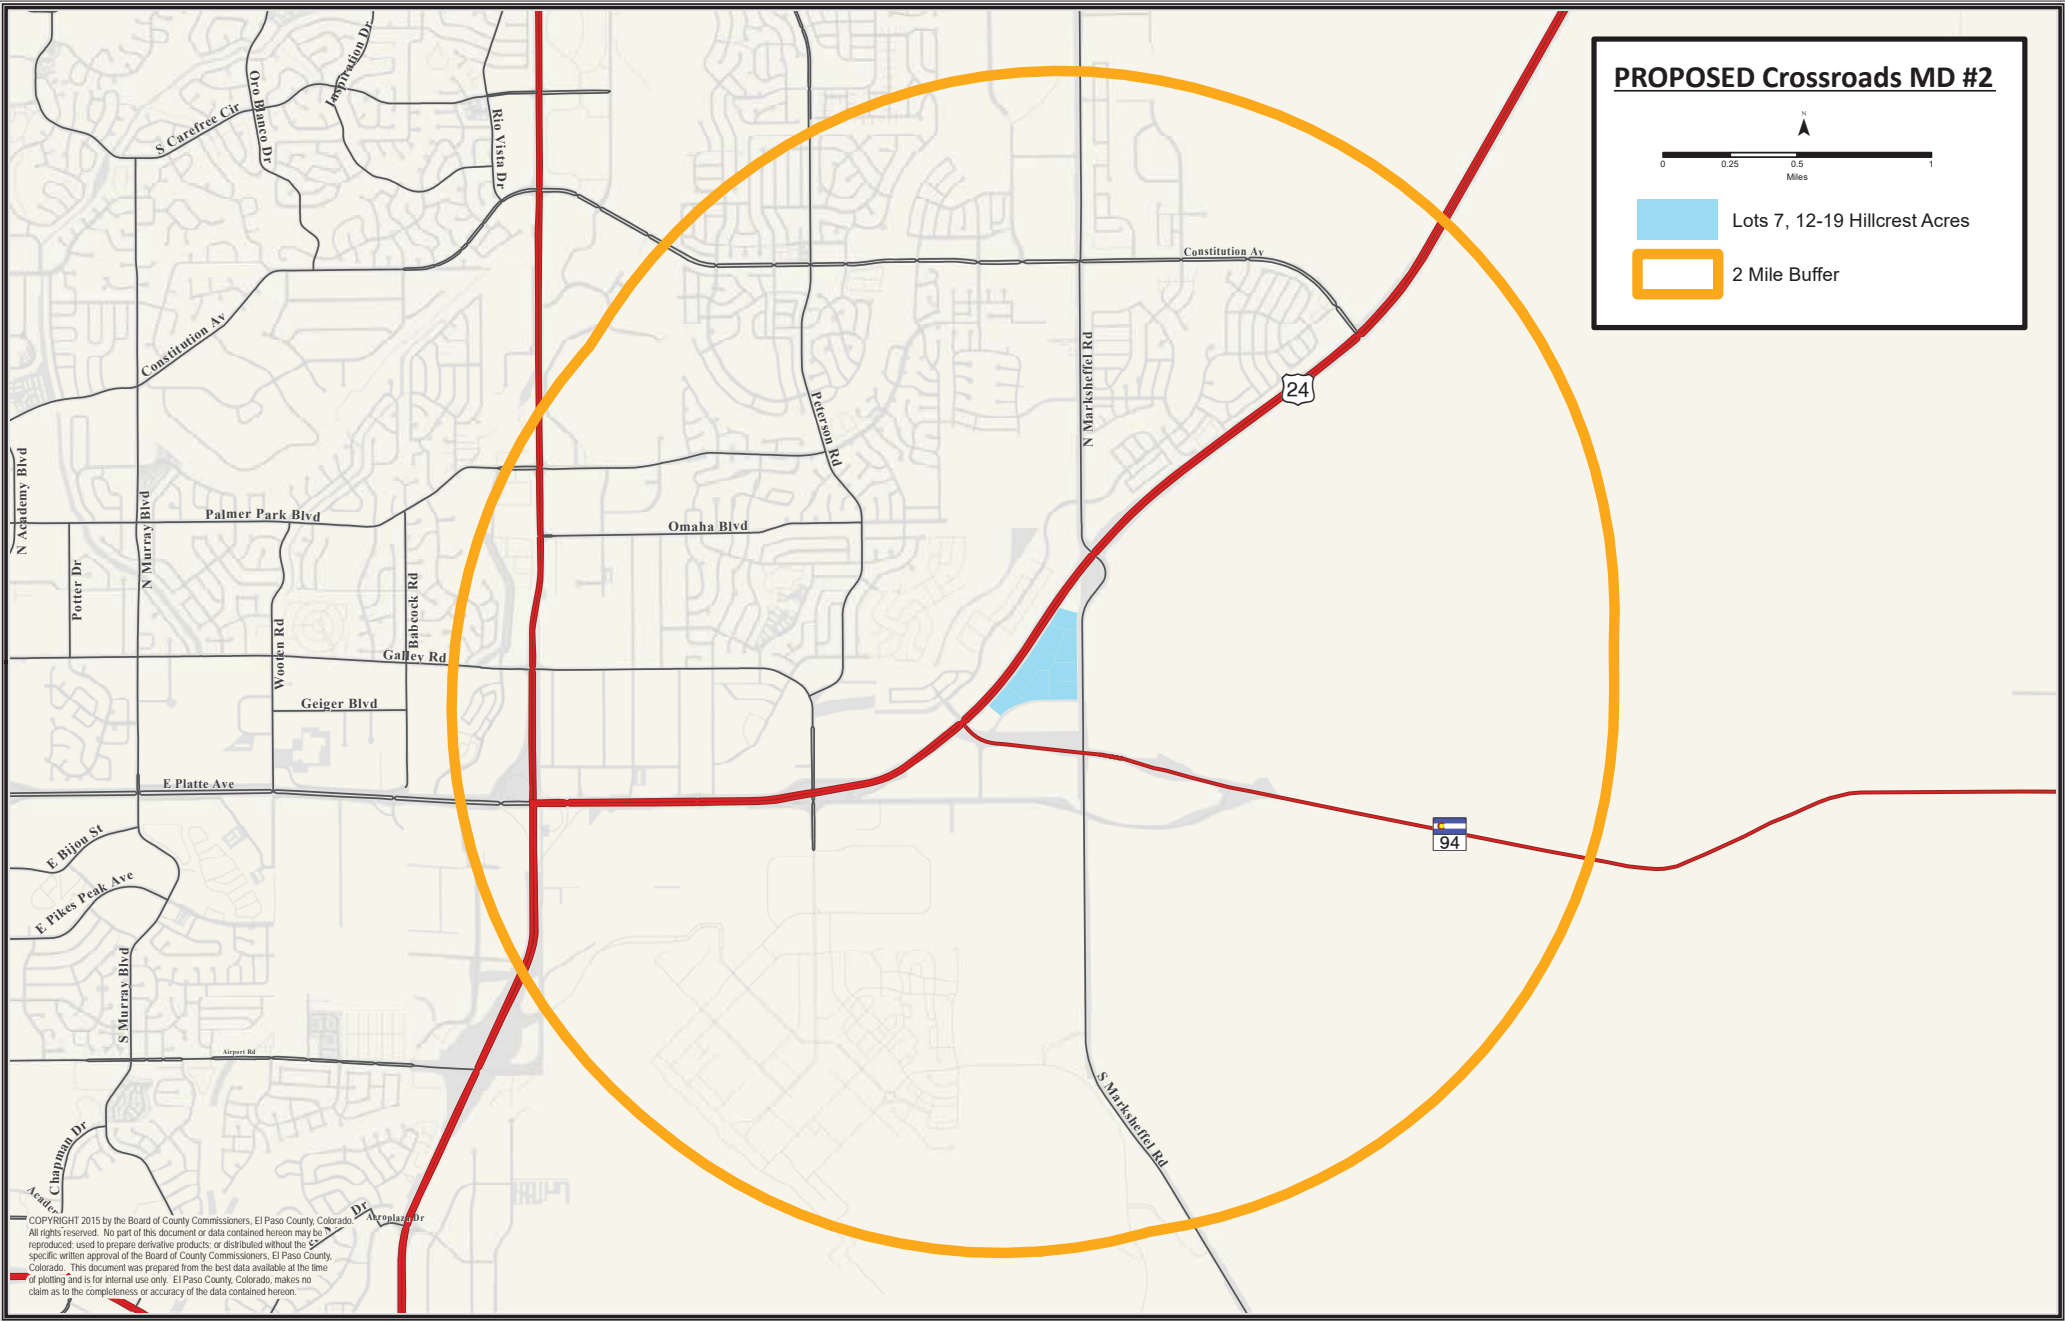 PROPOSED Crossroads MD #2
N
0 0.25 0.5 1
Miles
Lots 7, 12-19 Hillcrest Acres
2 Mile Buffer
Inspiration Dr
Oro Blanco Dr
S Carefree Cir
Rio Vista Dr
Constitution Av
Constitution Av
N Marksheffel Rd
24
Peterson Rd
N Academy Blvd
N Murray Blvd
Palmer Park Blvd
Omaha Blvd
Potter Dr
Babcock Rd
Wooten Rd
Galley Rd
Geiger Blvd
E Platte Ave
94
E Bijou St
E Pikes Peak Ave
S Murray Blvd
Airport Rd
S Marksheffel Rd
Chapman Dr
Dr
Aeroplaza Dr
COPYRIGHT 2015 by the Board of County Commissioners, El Paso County, Colorado.
All rights reserved. No part of this document or data contained hereon may be
reproduced; used to prepare derivative products; or distributed without the
specific written approval of the Board of County Commissioners, El Paso County,
Colorado. This document was prepared from the best data available at the time
of plotting and is for internal use only. El Paso County, Colorado, makes no
claim as to the completeness or accuracy of the data contained hereon.